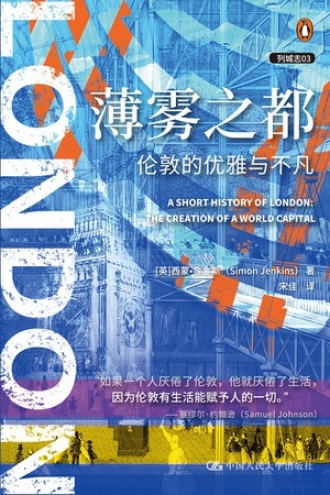 LONDON
列城志03
薄雾之都
伦敦的优雅与不凡
A SHORT HISTORY OF LONDON:
THE CREATION OF A WORLD CAPITAL
[英]西蒙·詹金斯(Simon Jenkins) 著
宋佳 译
“如果一个人厌倦了伦敦,他就厌倦了生活,
因为伦敦有生活能赋予人的一切。”
——塞缪尔·约翰逊(Samuel Johnson)
中国人民大学出版社